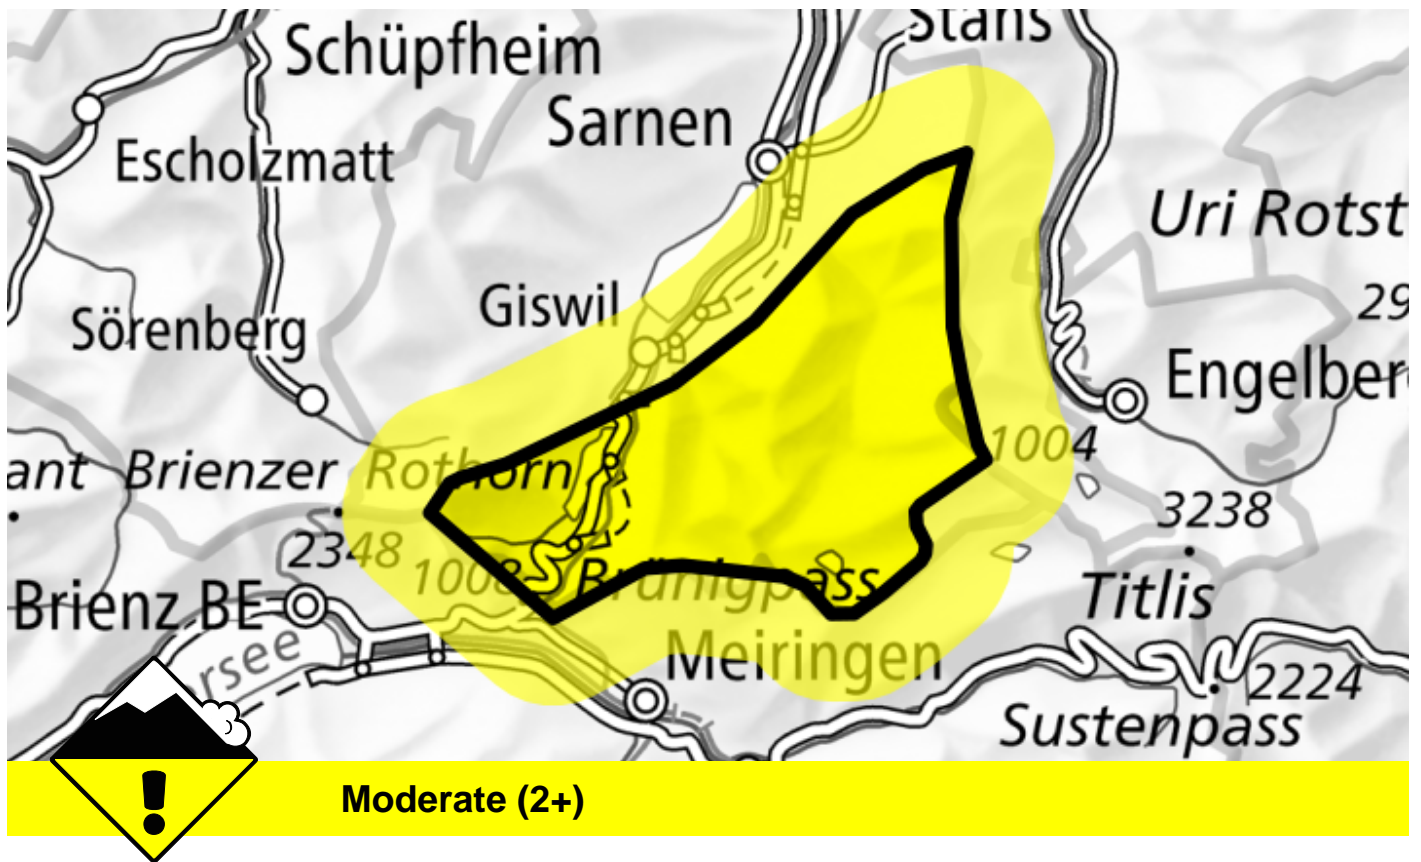 Stans
Schüpfheim
Sarnen
Escholzmatt
Uri Rotst
Giswil
29
Sörenberg
Engelberg
1004
ant Brienzer Rothorn
3238
2348
1008
Brünigpass
Titlis
Brienz BE
Meiringen
rsee
2224
Sustenpass
!
Moderate (2+)